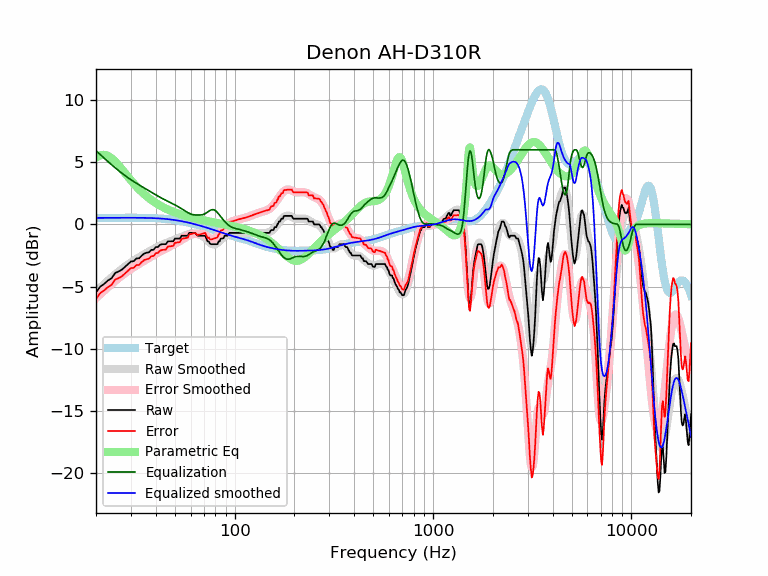 Denon AH-D310R
Amplitude (dBr)
10
5
0
−5
−10
−15
−20
Target
Raw Smoothed
Error Smoothed
Raw
Error
Parametric Eq
Equalization
Equalized smoothed
100 1000 10000
Frequency (Hz)